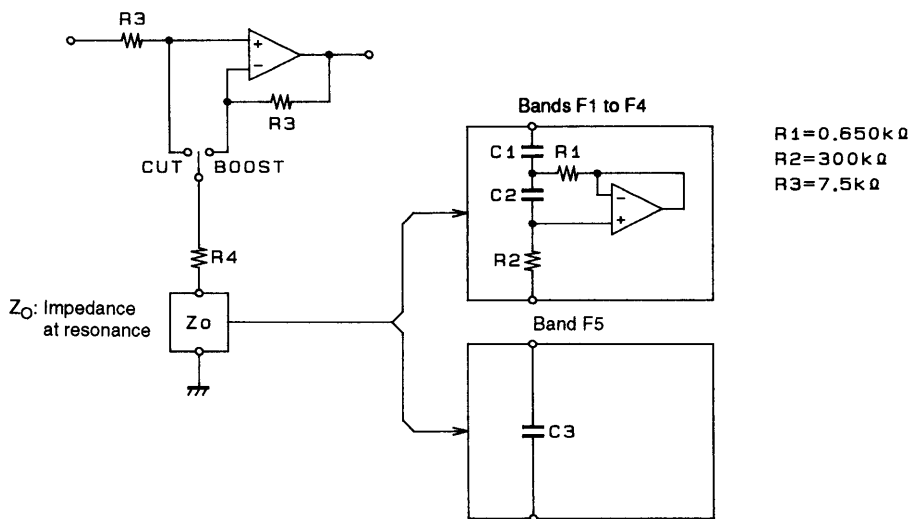 R3
+
−
R3
CUT
BOOST
R4
ZO: Impedance
at resonance
Zo
Bands F1 to F4
C1
R1
C2
−
+
R2
Band F5
C3
R1=0.650kΩ
R2=300kΩ
R3=7.5kΩ